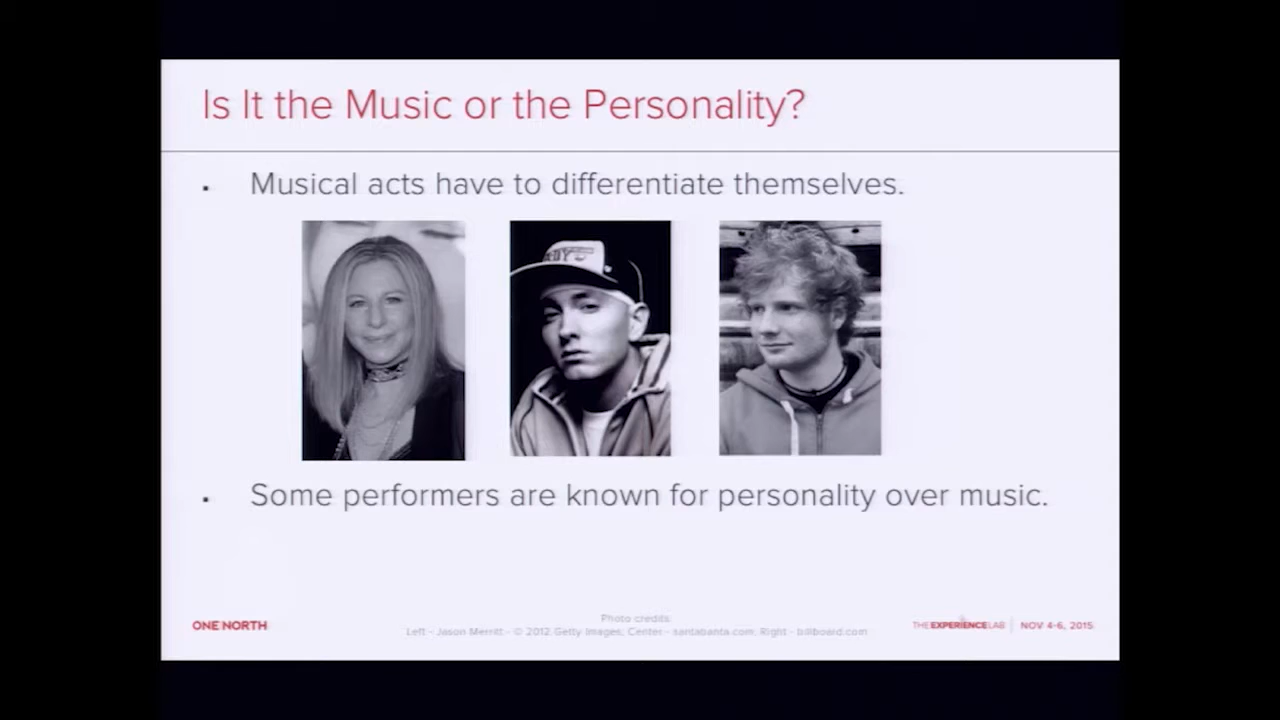 Is It the Music or the Personality?
Musical acts have to differentiate themselves.
Some performers are known for personality over music.
Photo credits:
Left - Jason Merritt - © 2012 Getty Images, Center - santabanta.com, Right - billboard.com
ONE NORTH
THE EXPERIENCE LAB | NOV 4-6, 2015